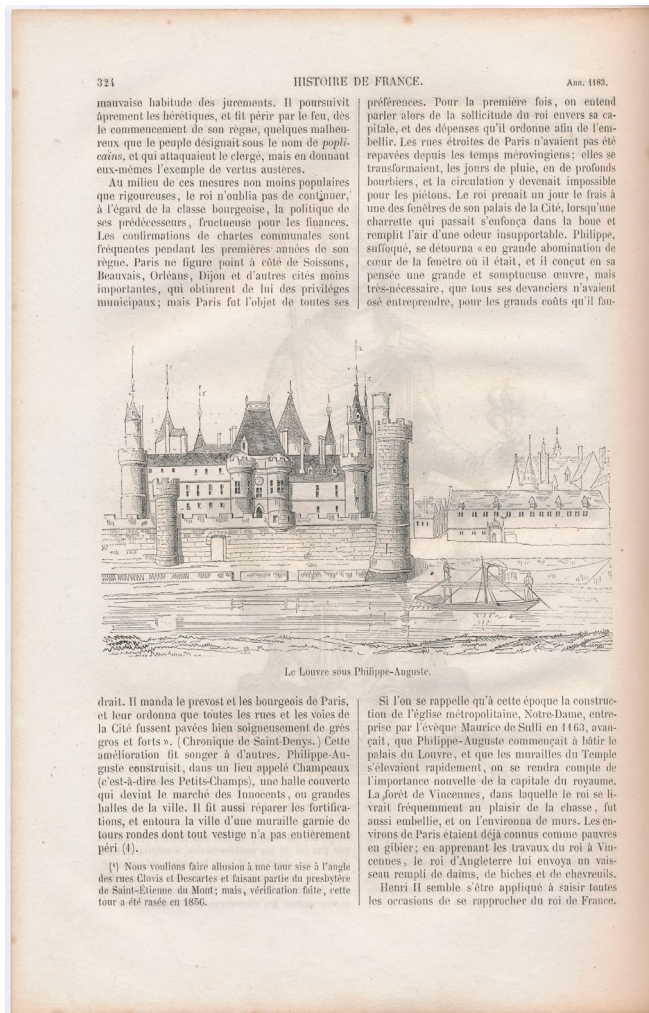 324
HISTOIRE DE FRANCE.
Ann. 1183.
mauvaise habitude des jurements. Il poursuivit
âprement les hérétiques, et fit périr par le feu, dès
le commencement de son règne, quelques malheu-
reux que le peuple désignait sous le nom de popli-
cains, et qui attaquaient le clergé, mais en donnant
eux-mêmes l'exemple de vertus austères.
Au milieu de ces mesures non moins populaires
que rigoureuses, le roi n'oublia pas de continuer,
à l'égard de la classe bourgeoise, la politique de
ses prédécesseurs, fructueuse pour les finances.
Les confirmations de chartes communales sont
fréquentes pendant les premières années de son
règne. Paris ne figure point à côté de Soissons,
Beauvais, Orléans, Dijon et d'autres cités moins
importantes, qui obtinrent de lui des priviléges
municipaux; mais Paris fut l'objet de toutes ses
préférences. Pour la première fois, on entend
parler alors de la sollicitude du roi envers sa ca-
pitale, et des dépenses qu'il ordonne afin de l'em-
bellir. Les rues étroites de Paris n'avaient pas été
repavées depuis les temps mérovingiens; elles se
transformaient, les jours de pluie, en de profonds
bourbiers, et la circulation y devenait impossible
pour les piétons. Le roi prenait un jour le frais à
une des fenêtres de son palais de la Cité, lorsqu'une
charrette qui passait s'enfonça dans la boue et
remplit l'air d'une odeur insupportable. Philippe,
suffoqué, se détourna « en grande abomination de
cœur de la fenêtre où il était, et il conçut en sa
pensée une grande et somptueuse œuvre, mais
très-nécessaire, que tous ses devanciers n'avaient
osé entreprendre, pour les grands coûts qu'il fau-
Le Louvre sous Philippe-Auguste.
drait. Il manda le prevost et les bourgeois de Paris,
et leur ordonna que toutes les rues et les voies de
la Cité fussent pavées bien soigneusement de grès
gros et forts ». (Chronique de Saint-Denys.) Cette
amélioration fit songer à d'autres. Philippe-Au-
guste construisit, dans un lieu appelé Champeaux
(c'est-à-dire les Petits-Champs), une halle couverte
qui devint le marché des Innocents, ou grandes
halles de la ville. Il fit aussi réparer les fortifica-
tions, et entoura la ville d'une muraille garnie de
tours rondes dont tout vestige n'a pas entièrement
péri (1).
(1) Nous voulions faire allusion à une tour sise à l'angle
des rues Clovis et Descartes et faisant partie du presbytère
de Saint-Étienne du Mont; mais, vérification faite, cette
tour a été rasée en 1856.
Si l'on se rappelle qu'à cette époque la construc-
tion de l'église métropolitaine, Notre-Dame, entre-
prise par l'évêque Maurice de Sulli en 1163, avan-
çait, que Philippe-Auguste commençait à bâtir le
palais du Louvre, et que les murailles du Temple
s'élevaient rapidement, on se rendra compte de
l'importance nouvelle de la capitale du royaume.
La forêt de Vincennes, dans laquelle le roi se li-
vrait fréquemment au plaisir de la chasse, fut
aussi embellie, et on l'environna de murs. Les en-
virons de Paris étaient déjà connus comme pauvres
en gibier; en apprenant les travaux du roi à Vin-
cennes, le roi d'Angleterre lui envoya un vais-
seau rempli de daims, de biches et de chevreuils.
Henri II semble s'être appliqué à saisir toutes
les occasions de se rapprocher du roi de France.